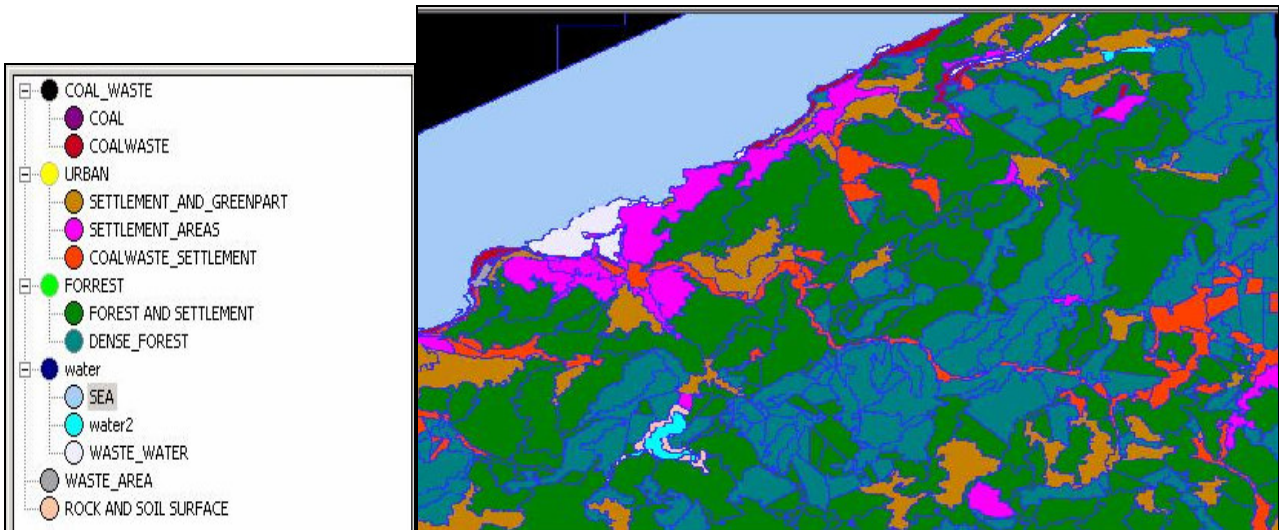 COAL_WASTE
COAL
COALWASTE
URBAN
SETTLEMENT_AND_GREENPART
SETTLEMENT_AREAS
COALWASTE_SETTLEMENT
FORREST
FOREST AND SETTLEMENT
DENSE_FOREST
water
SEA
water2
WASTE_WATER
WASTE_AREA
ROCK AND SOIL SURFACE